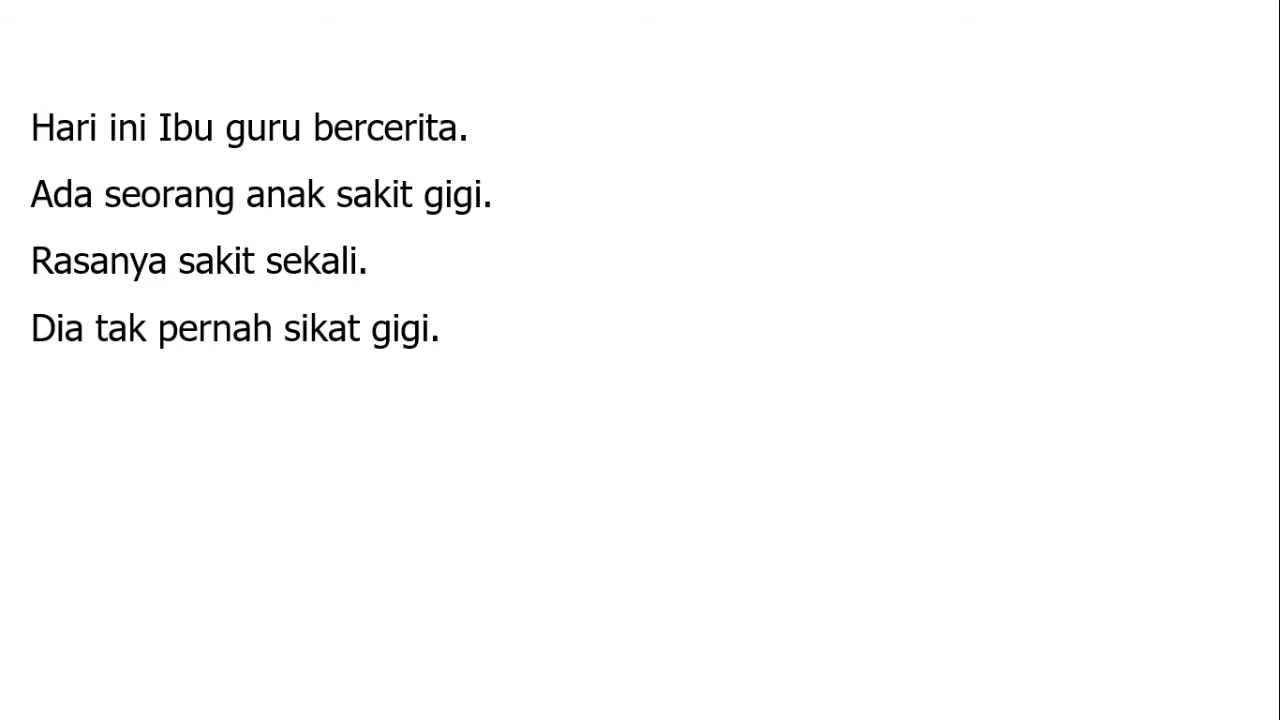 Hari ini Ibu guru bercerita.
Ada seorang anak sakit gigi.
Rasanya sakit sekali.
Dia tak pernah sikat gigi.